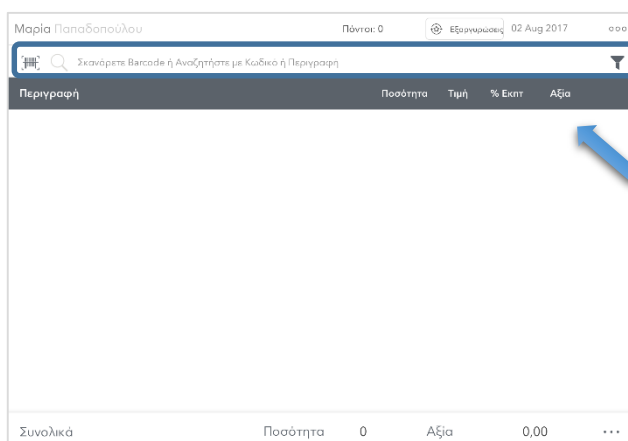 Μαρία Παπαδοπούλου Πόντοι: 0 Εξαργυρώσεις 02 Aug 2017
Σκανάρετε Barcode ή Αναζητήστε με Κωδικό ή Περιγραφή
Περιγραφή Ποσότητα Τιμή % Εκπτ Αξία
Συνολικά Ποσότητα 0 Αξία 0,00